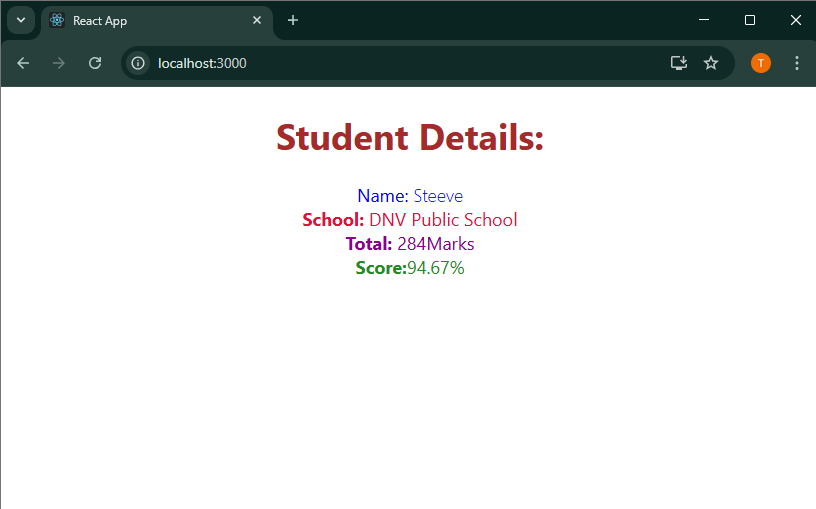 React App
localhost:3000
T
Student Details:
Name: Steeve
School: DNV Public School
Total: 284Marks
Score:94.67%